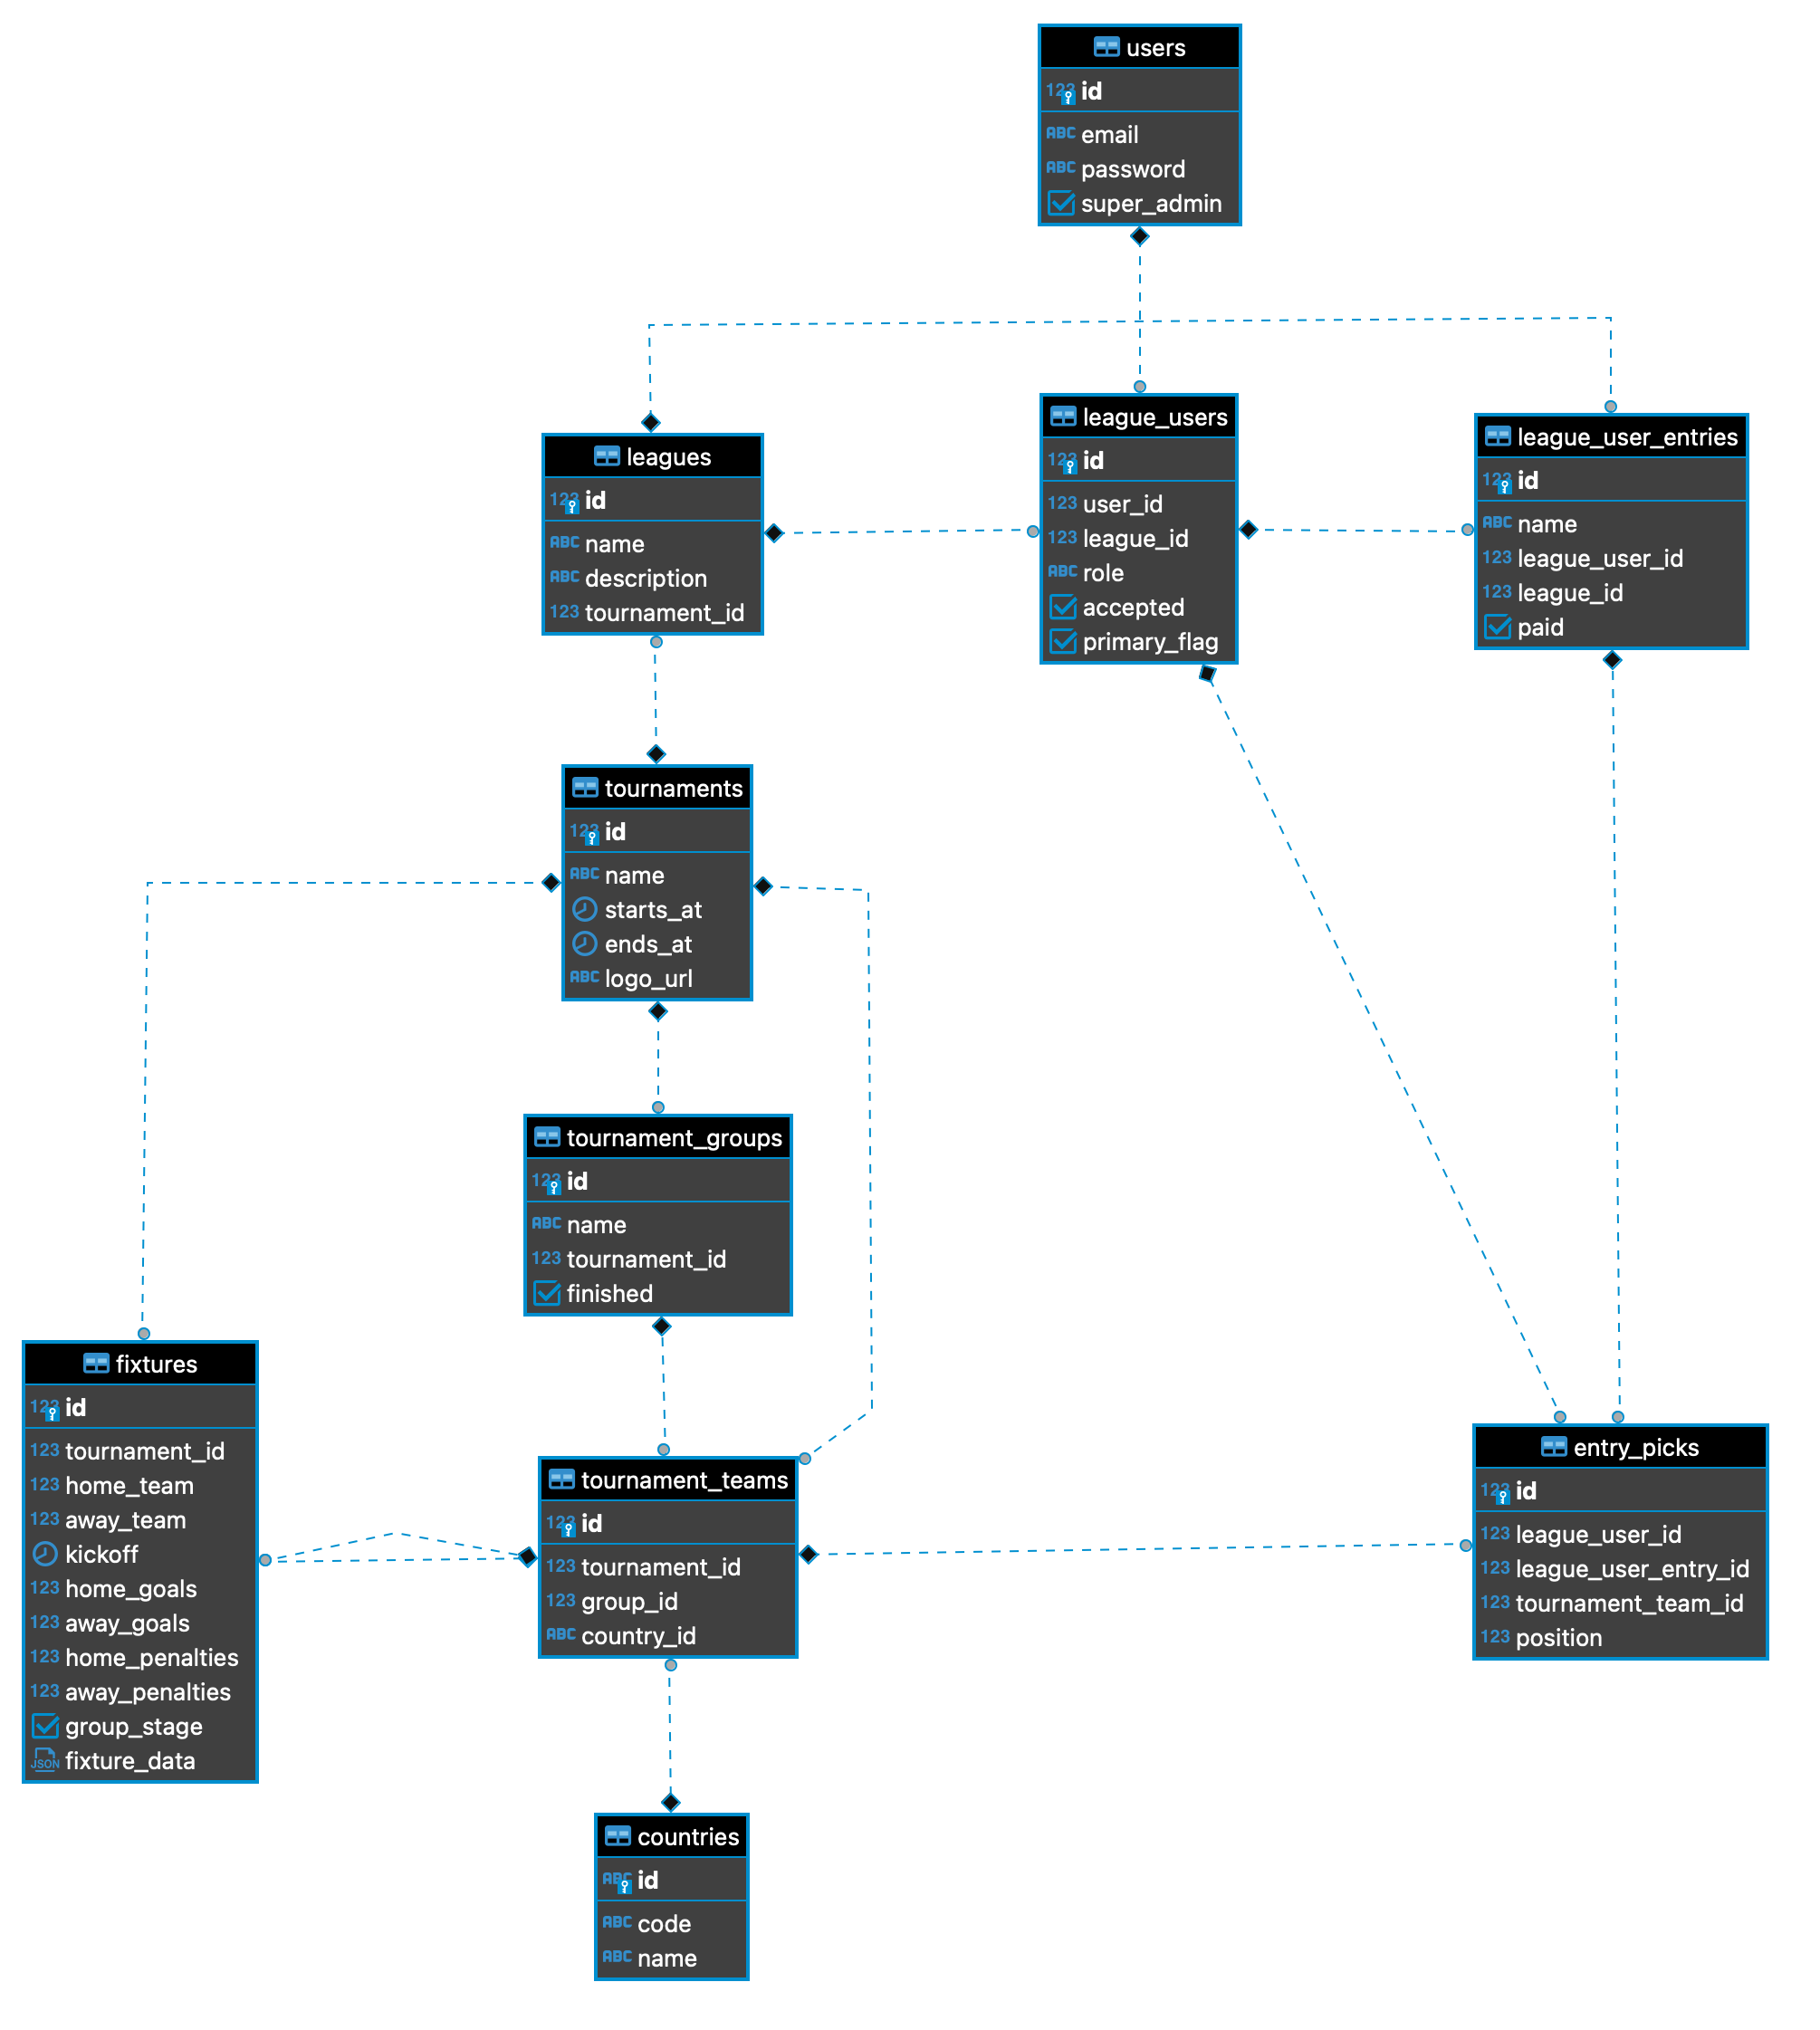 users
123 id
ABC email
ABC password
super_admin
leagues
123 id
ABC name
ABC description
123 tournament_id
league_users
123 id
123 user_id
123 league_id
ABC role
accepted
primary_flag
league_user_entries
123 id
ABC name
123 league_user_id
123 league_id
paid
tournaments
123 id
ABC name
starts_at
ends_at
ABC logo_url
tournament_groups
123 id
ABC name
123 tournament_id
finished
fixtures
123 id
123 tournament_id
123 home_team
123 away_team
kickoff
123 home_goals
123 away_goals
123 home_penalties
123 away_penalties
group_stage
JSON fixture_data
tournament_teams
123 id
123 tournament_id
123 group_id
ABC country_id
entry_picks
123 id
123 league_user_id
123 league_user_entry_id
123 tournament_team_id
123 position
countries
ABC id
ABC code
ABC name